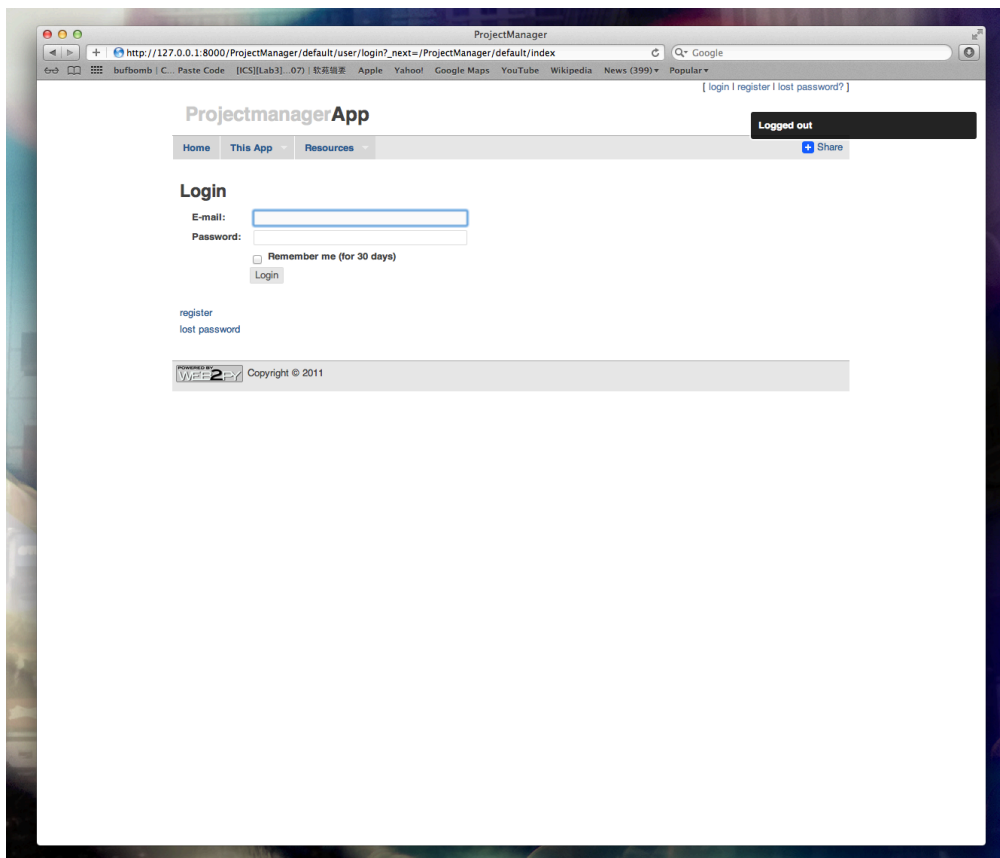 ProjectManager
http://127.0.0.1:8000/ProjectManager/default/user/login?_next=/ProjectManager/default/index
Google
bufbomb | C... Paste Code [ICS][Lab3]...07) | 软苑辑委 Apple Yahoo! Google Maps YouTube Wikipedia News (399) Popular
[ login | register | lost password? ]
ProjectmanagerApp
Logged out
Home This App Resources Share
Login
E-mail:
Password:
Remember me (for 30 days)
Login
register
lost password
POWERED BY WEB2PY Copyright © 2011